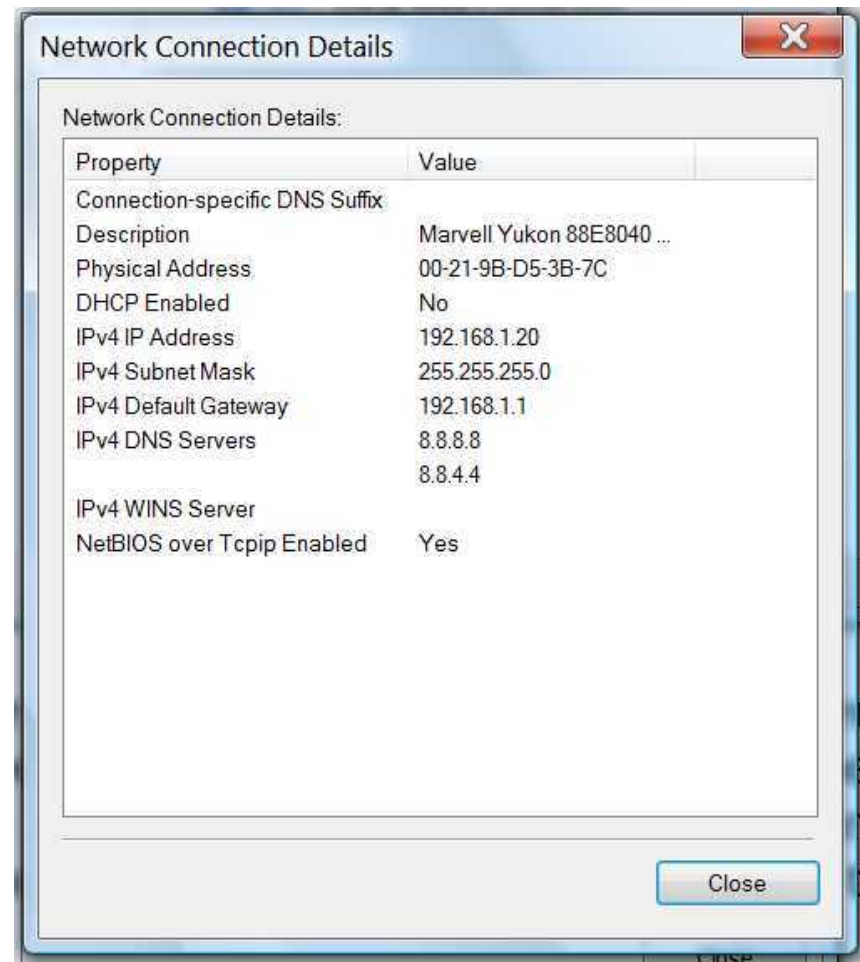 Network Connection Details
Network Connection Details:
Property Value
Connection-specific DNS Suffix
Description Marvell Yukon 88E8040 ...
Physical Address 00-21-9B-D5-3B-7C
DHCP Enabled No
IPv4 IP Address 192.168.1.20
IPv4 Subnet Mask 255.255.255.0
IPv4 Default Gateway 192.168.1.1
IPv4 DNS Servers 8.8.8.8
8.8.4.4
IPv4 WINS Server
NetBIOS over Tcpip Enabled Yes
Close
Close